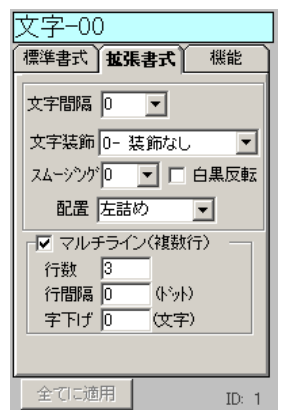 文字-00
標準書式 拡張書式 機能
文字間隔 0
文字装飾 0- 装飾なし
ｽﾑｰｼﾞﾝｸﾞ 0 白黒反転
配置 左詰め
マルチライン(複数行)
行数 3
行間隔 0 (ﾄﾞｯﾄ)
字下げ 0 (文字)
全てに適用 ID: 1